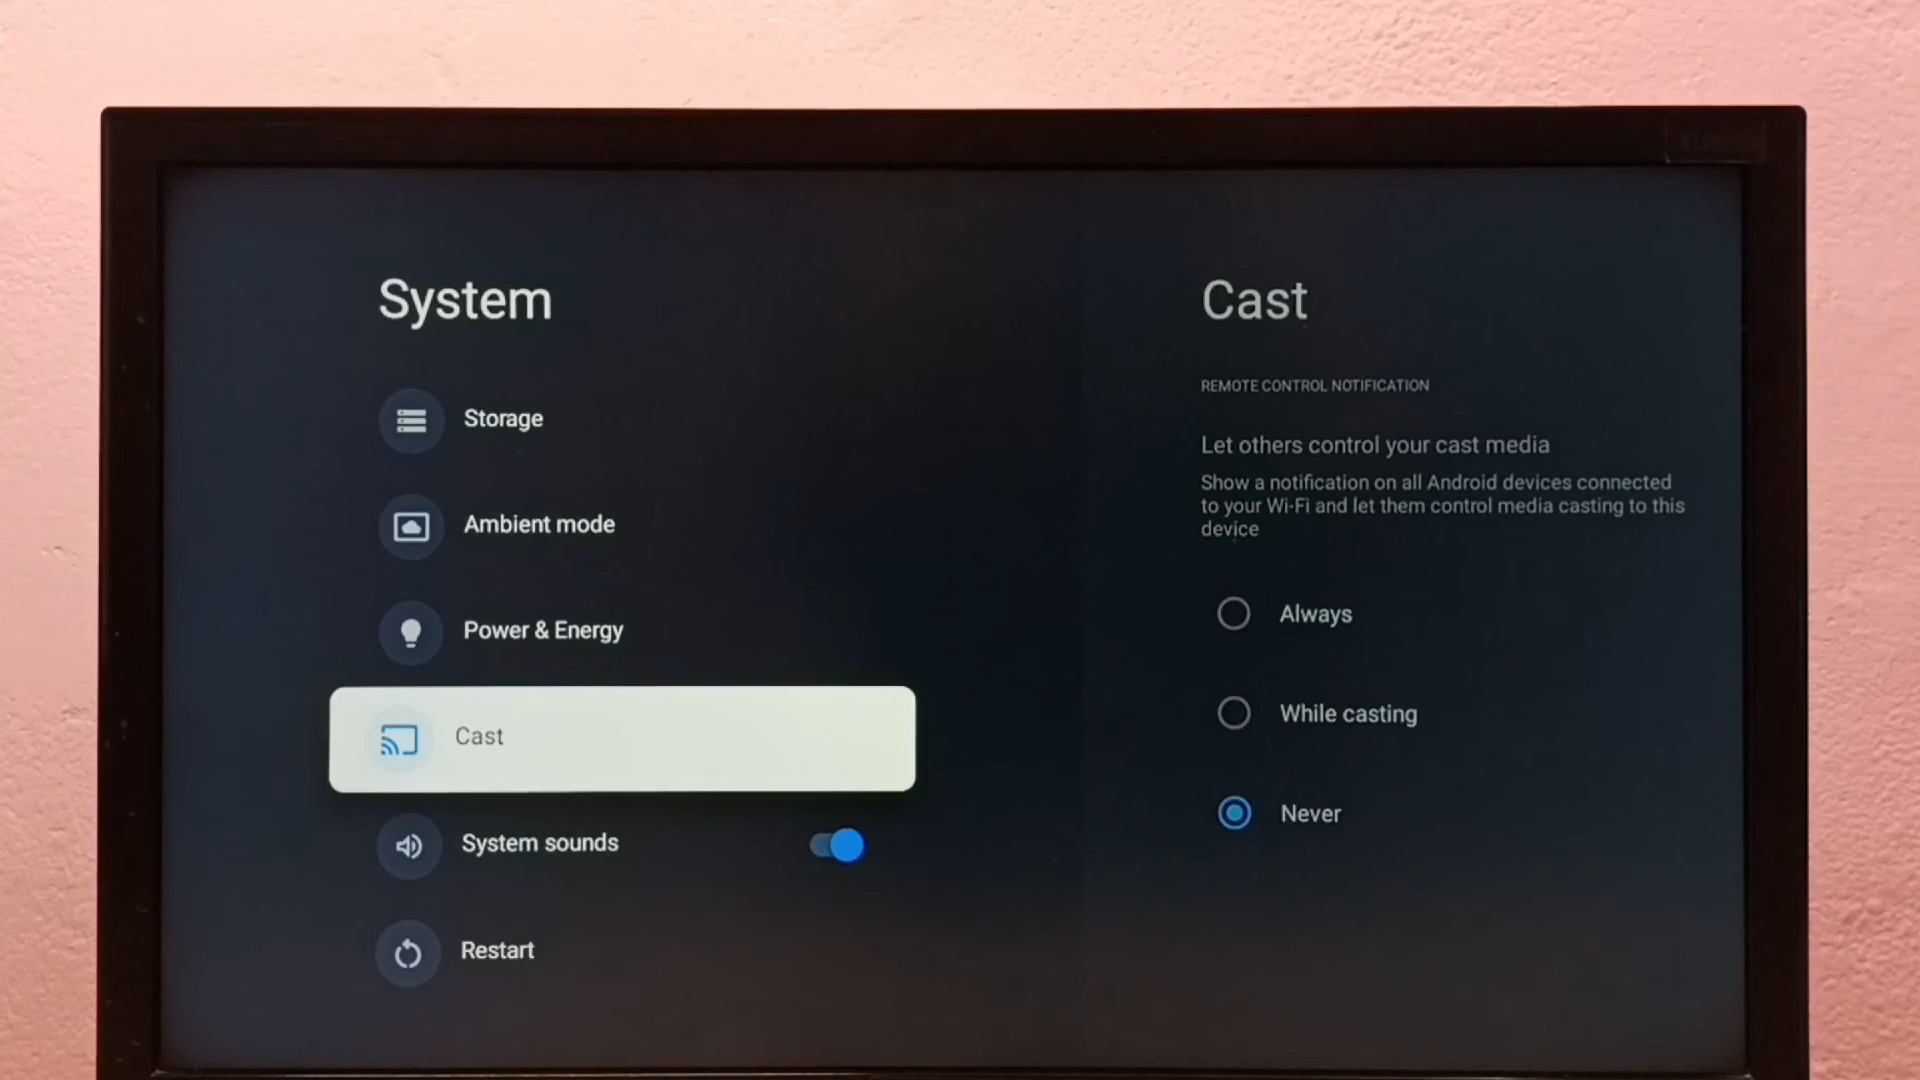 System
Storage
Ambient mode
Power & Energy
Cast
System sounds
Restart
Cast
REMOTE CONTROL NOTIFICATION
Let others control your cast media
Show a notification on all Android devices connected
to your Wi-Fi and let them control media casting to this
device
Always
While casting
Never